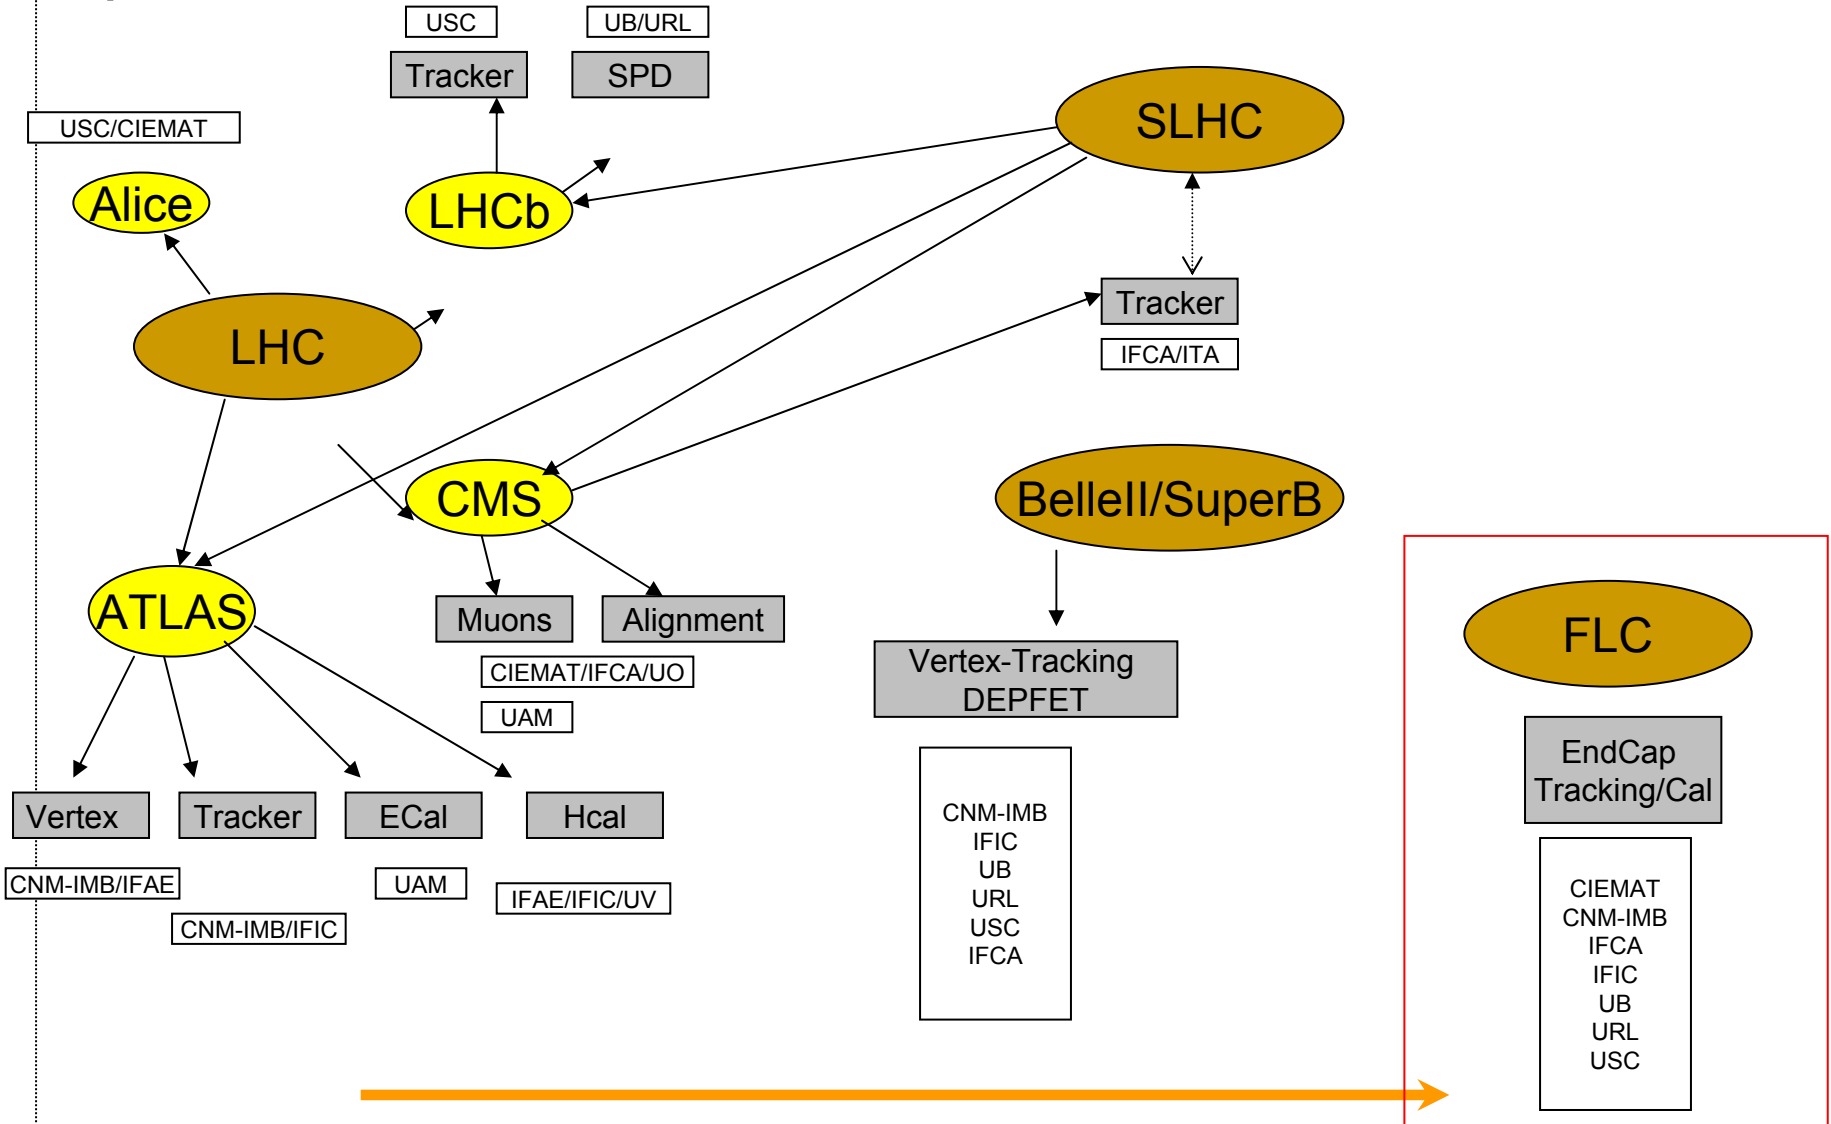 USC
UB/URL
Tracker
SPD
SLHC
USC/CIEMAT
Alice
LHCb
Tracker
LHC
IFCA/ITA
CMS
BelleII/SuperB
ATLAS
Muons
Alignment
FLC
CIEMAT/IFCA/UO
Vertex-Tracking
DEPFET
UAM
EndCap
Tracking/Cal
Vertex
Tracker
ECal
Hcal
CNM-IMB/IFAE
UAM
IFAE/IFIC/UV
CNM-IMB/IFIC
CNM-IMB
IFIC
UB
URL
USC
IFCA
CIEMAT
CNM-IMB
IFCA
IFIC
UB
URL
USC